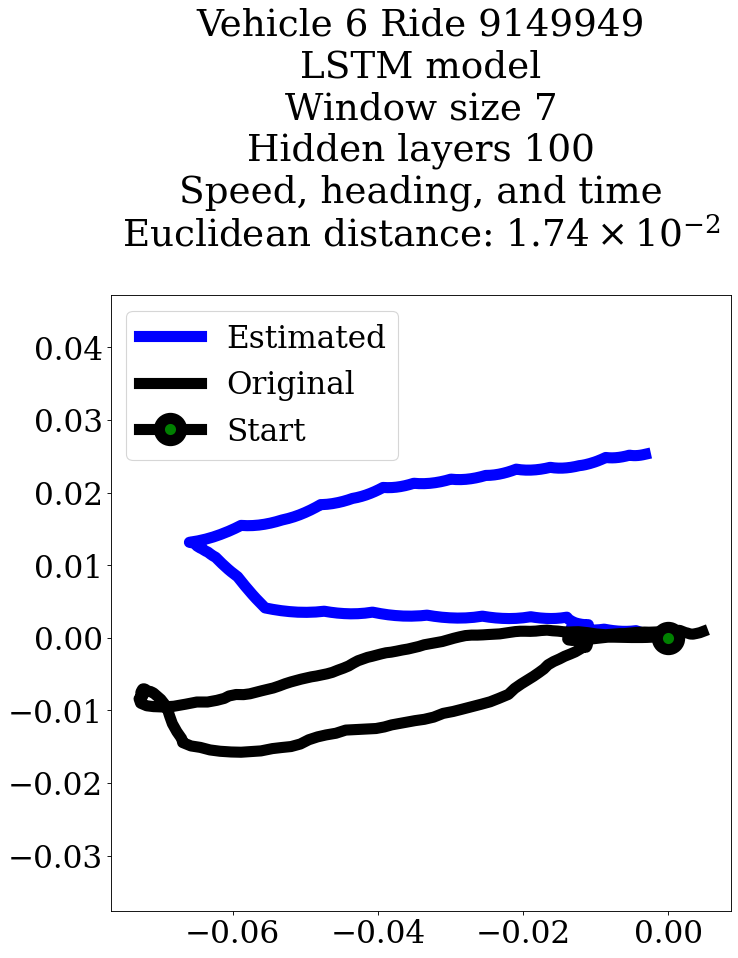 Vehicle 6 Ride 9149949
LSTM model
Window size 7
Hidden layers 100
Speed, heading, and time
Euclidean distance: 1.74 × 10⁻²
Estimated
Original
Start
0.04
0.03
0.02
0.01
0.00
−0.01
−0.02
−0.03
−0.06 −0.04 −0.02 0.00